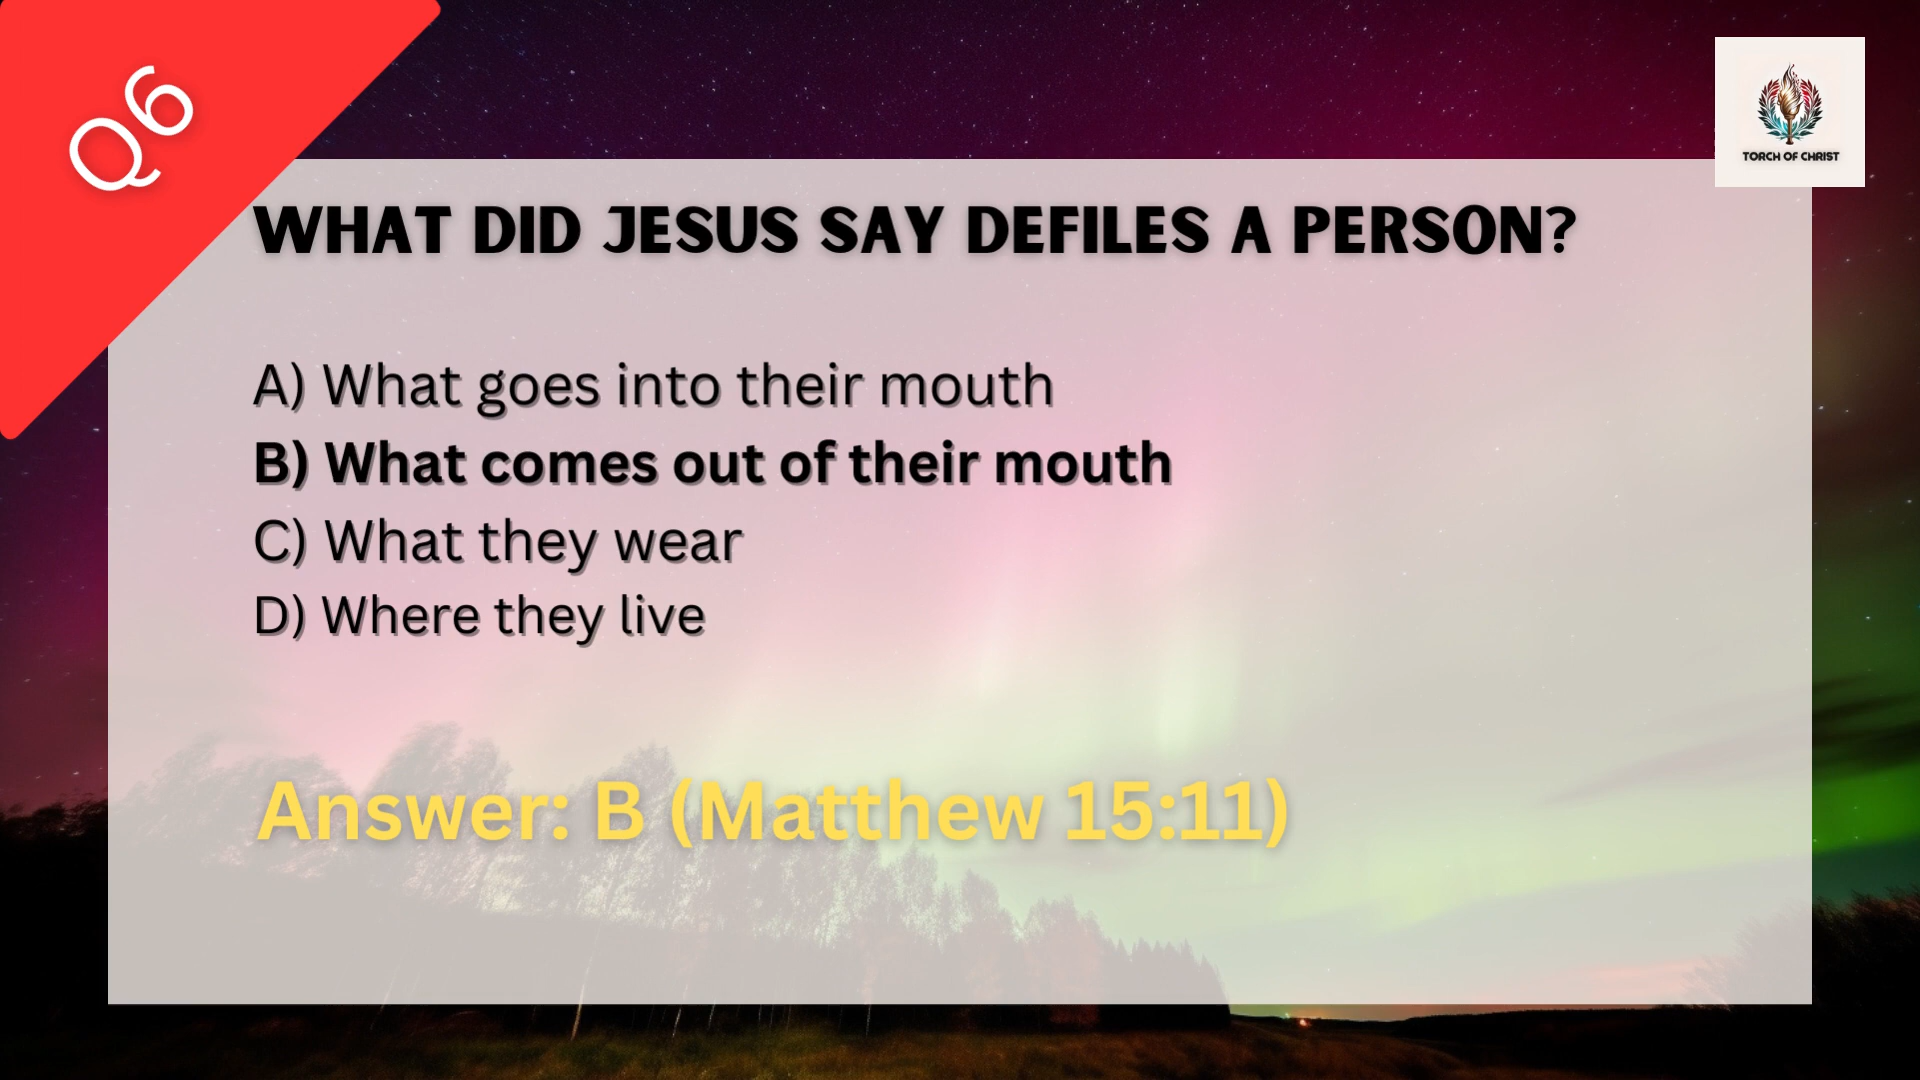 Q6
TORCH OF CHRIST
WHAT DID JESUS SAY DEFILES A PERSON?
A) What goes into their mouth
B) What comes out of their mouth
C) What they wear
D) Where they live
Answer: B (Matthew 15:11)